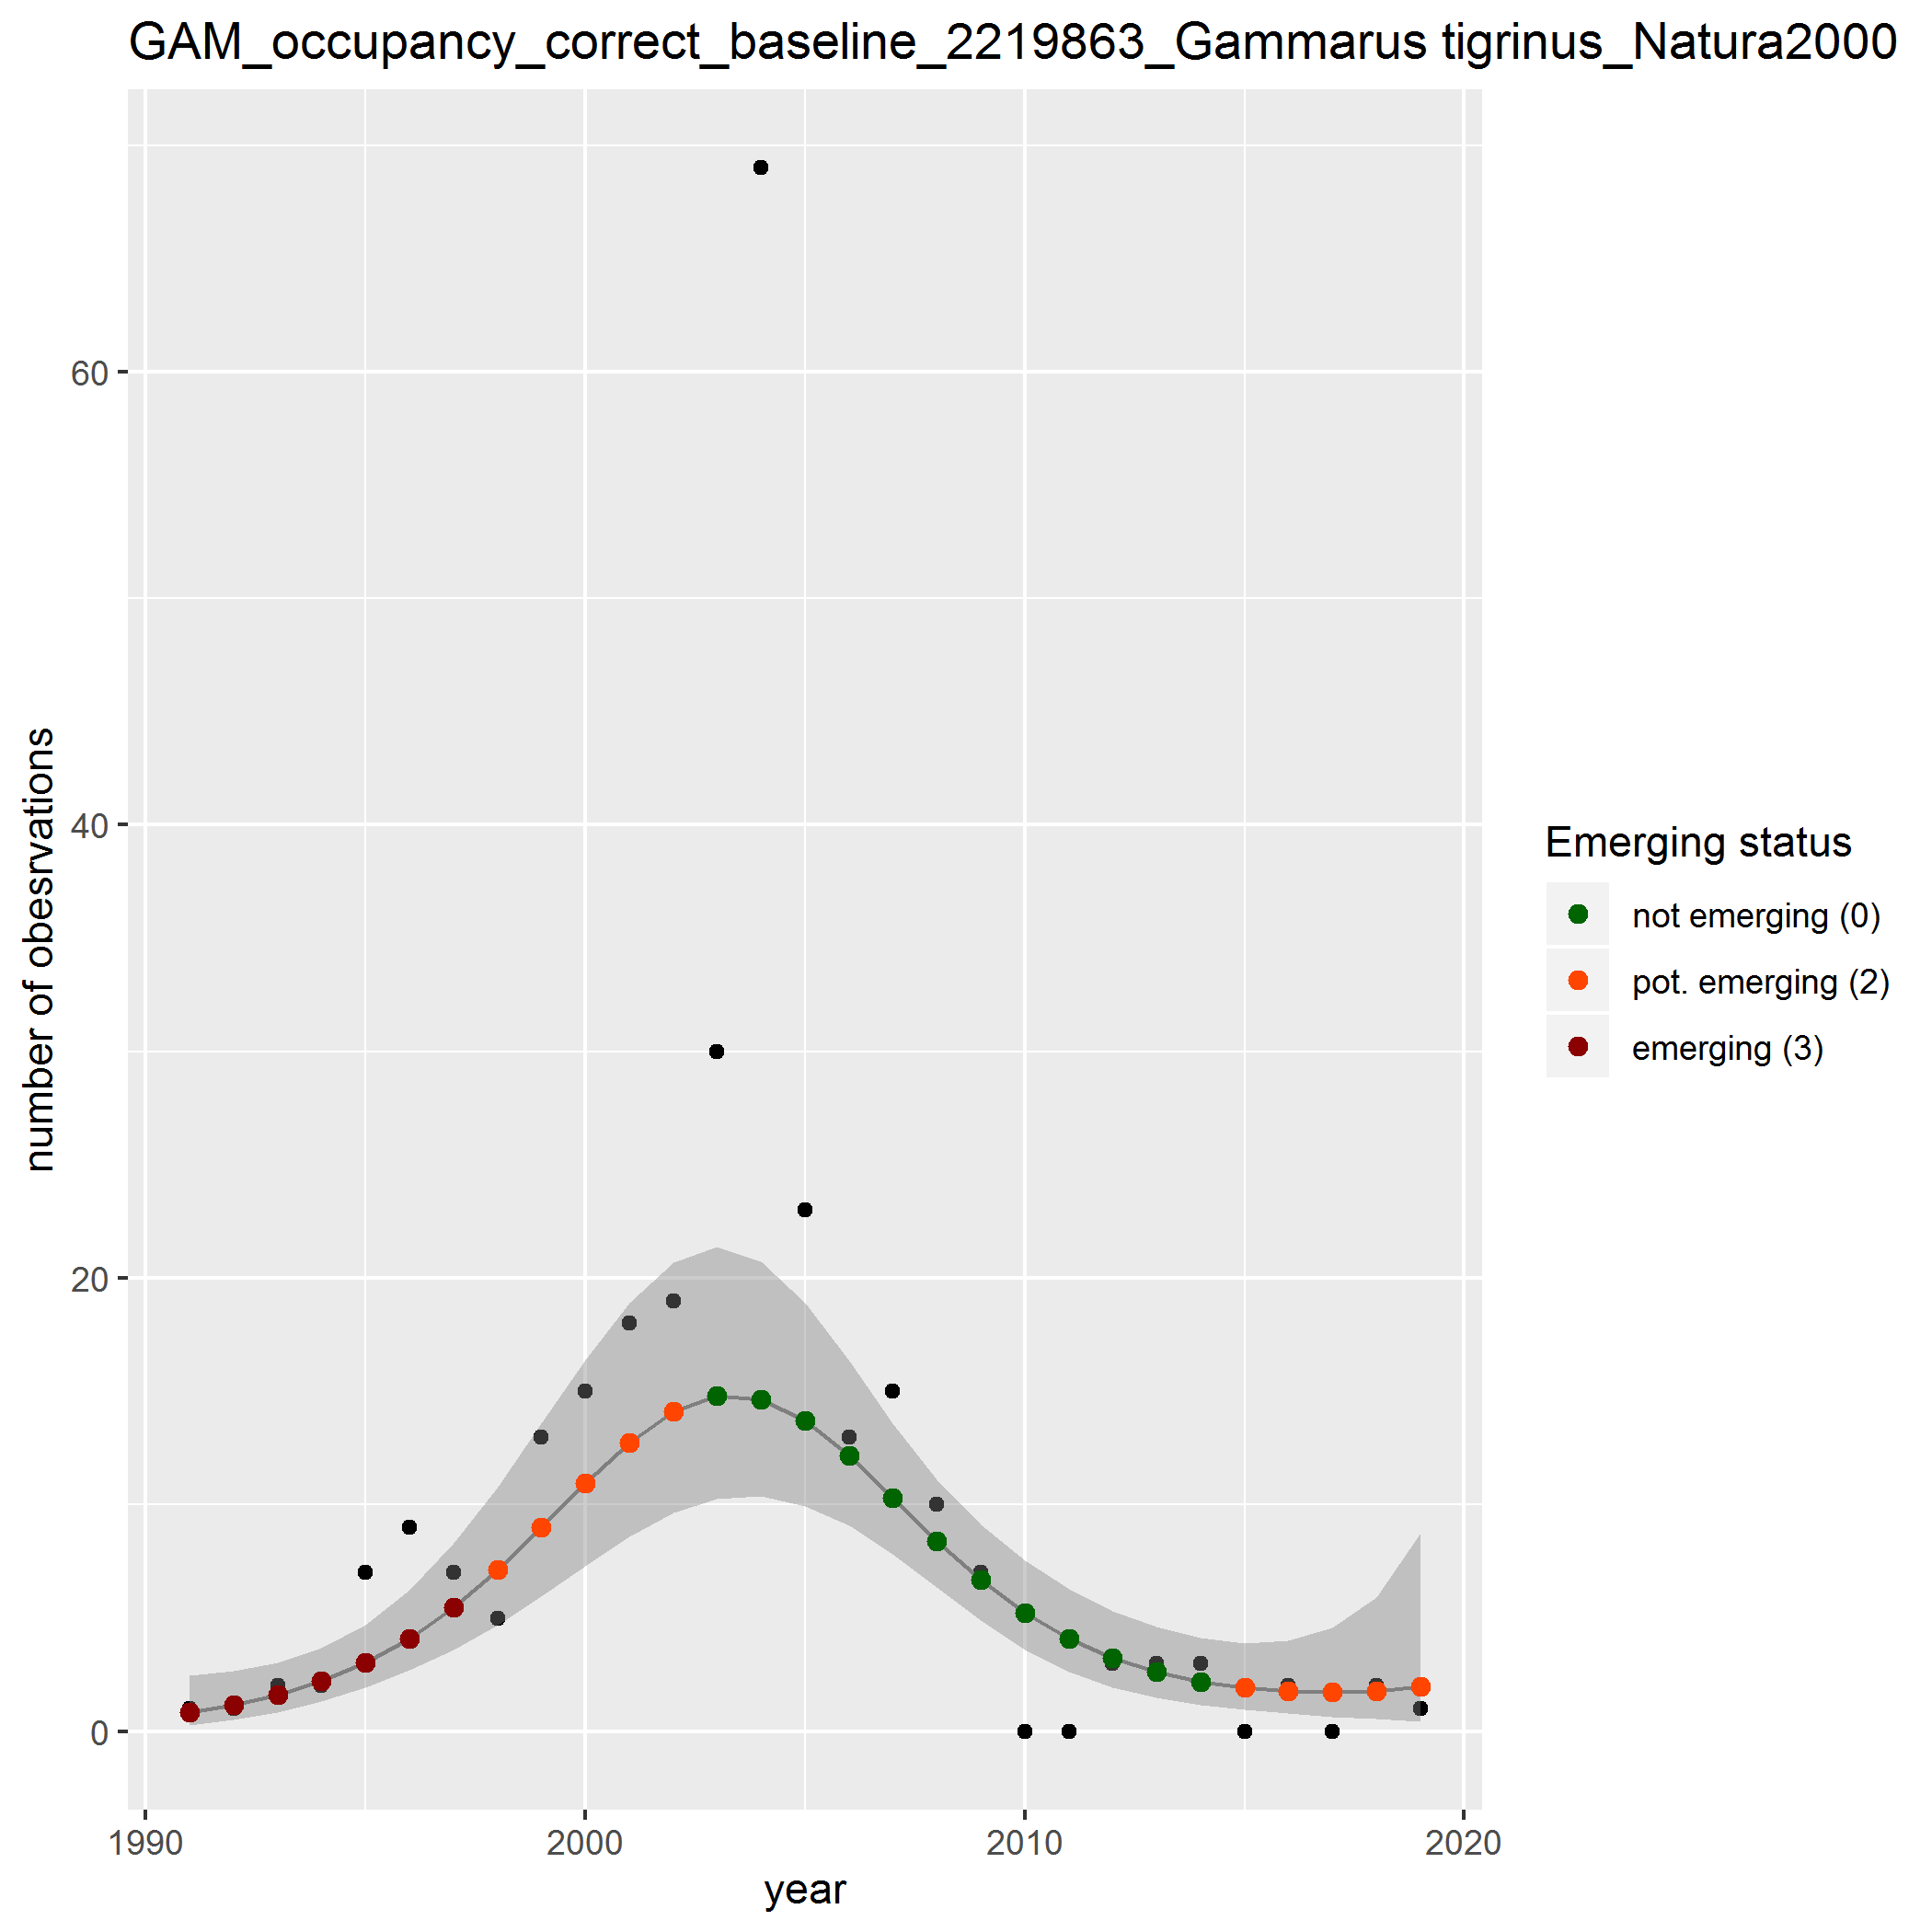 GAM_occupancy_correct_baseline_2219863_Gammarus tigrinus_Natura2000
60
40
20
0
number of obesrvations
1990
2000
2010
2020
year
Emerging status
not emerging (0)
pot. emerging (2)
emerging (3)